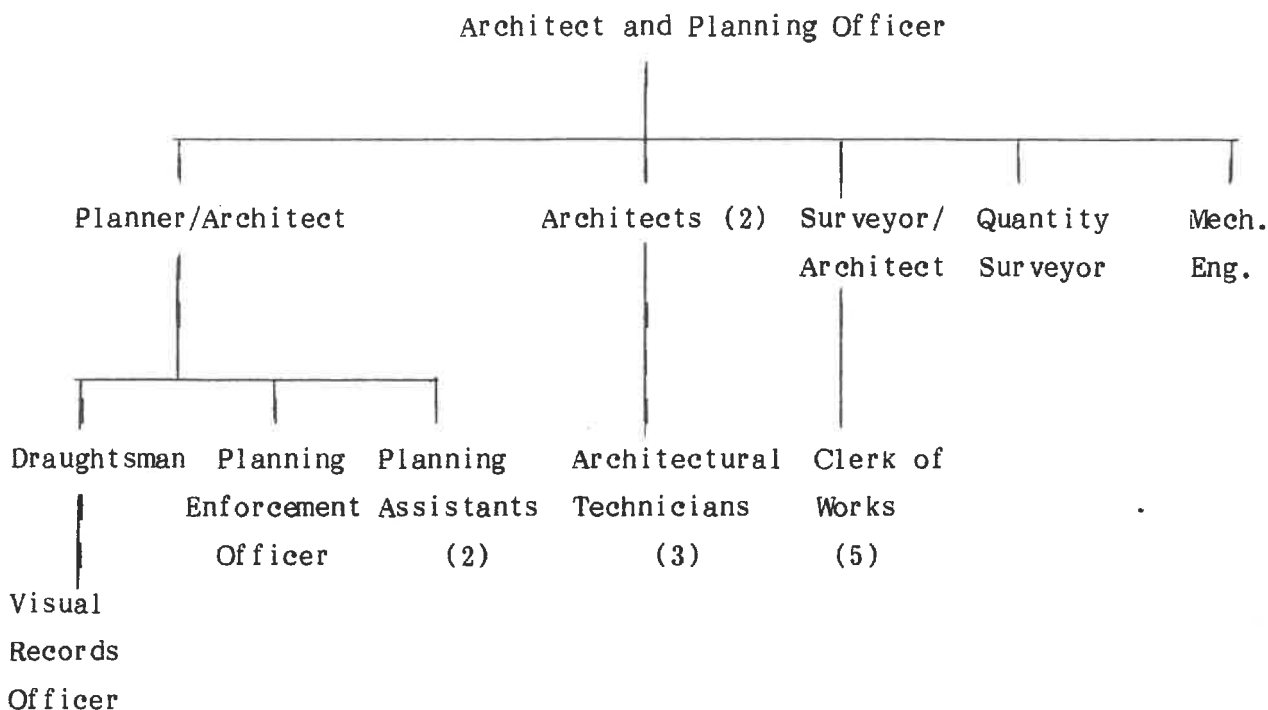 Architect and Planning Officer
Planner/Architect
Architects (2)
Surveyor/
Architect
Quantity
Surveyor
Mech.
Eng.
Draughtsman
Planning
Enforcement
Officer
Planning
Assistants
(2)
Architectural
Technicians
(3)
Clerk of
Works
(5)
Visual
Records
Officer